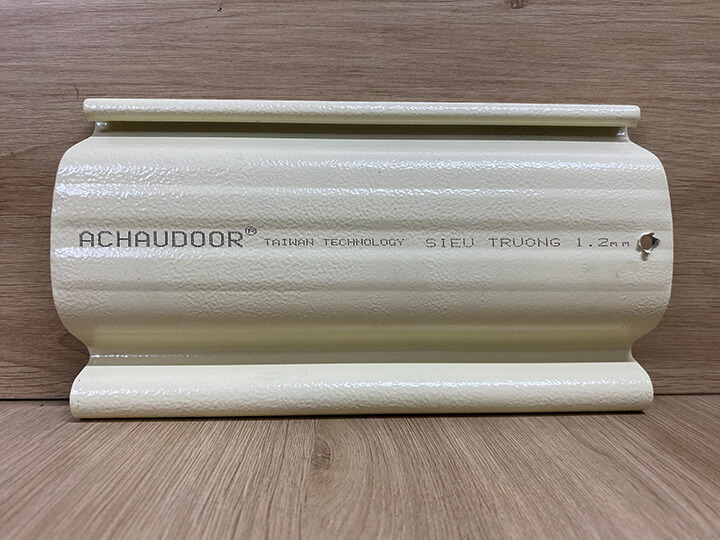 ACHAUDOOR® TAIWAN TECHNOLOGY SIEU TRUONG 1.2mm